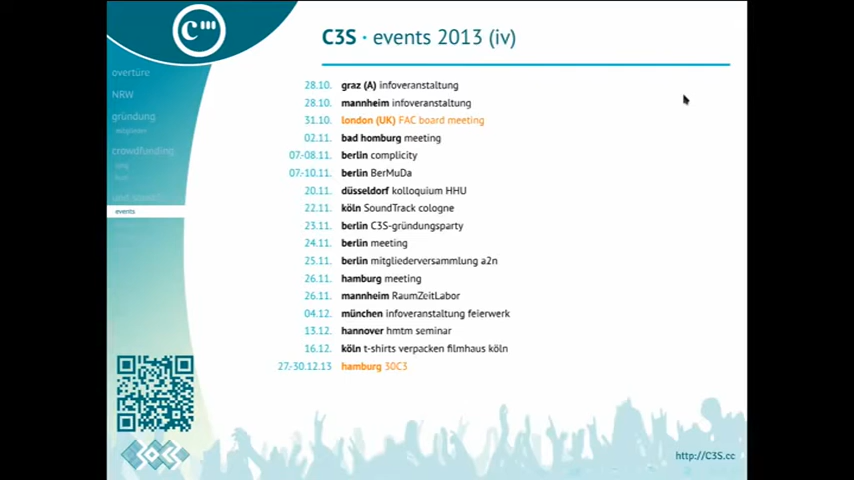 C3S · events 2013 (iv)
overtüre
NRW
gründung
mitglieder
crowdfunding
events
28.10. graz (A) infoveranstaltung
28.10. mannheim infoveranstaltung
31.10. london (UK) FAC board meeting
02.11. bad homburg meeting
07.-08.11. berlin complicity
07.-10.11. berlin BerMuDa
20.11. düsseldorf kolloquium HHU
22.11. köln SoundTrack cologne
23.11. berlin C3S-gründungsparty
24.11. berlin meeting
25.11. berlin mitgliederversammlung a2n
26.11. hamburg meeting
26.11. mannheim RaumZeitLabor
04.12. münchen infoveranstaltung feierwerk
13.12. hannover hmtm seminar
16.12. köln t-shirts verpacken filmhaus köln
27.-30.12.13 hamburg 30C3
http://C3S.cc